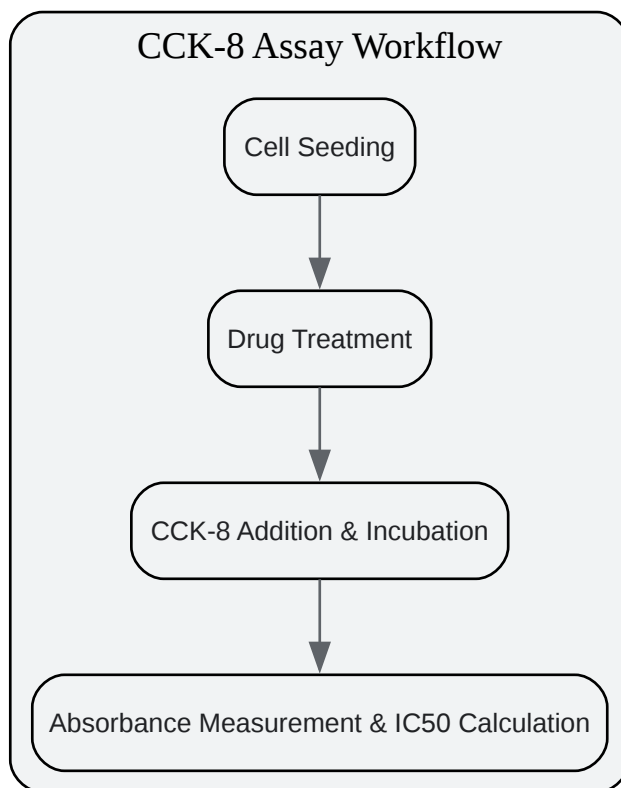 CCK-8 Assay Workflow
Cell Seeding
Drug Treatment
CCK-8 Addition & Incubation
Absorbance Measurement & IC50 Calculation